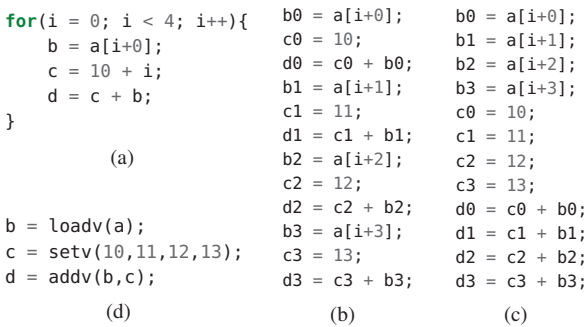 for(i = 0; i < 4; i++){
b = a[i+0];
c = 10 + i;
d = c + b;
}
(a)
b = loadv(a);
c = setv(10,11,12,13);
d = addv(b,c);
(d)
b0 = a[i+0];
c0 = 10;
d0 = c0 + b0;
b1 = a[i+1];
c1 = 11;
d1 = c1 + b1;
b2 = a[i+2];
c2 = 12;
d2 = c2 + b2;
b3 = a[i+3];
c3 = 13;
d3 = c3 + b3;
(b)
b0 = a[i+0];
b1 = a[i+1];
b2 = a[i+2];
b3 = a[i+3];
c0 = 10;
c1 = 11;
c2 = 12;
c3 = 13;
d0 = c0 + b0;
d1 = c1 + b1;
d2 = c2 + b2;
d3 = c3 + b3;
(c)